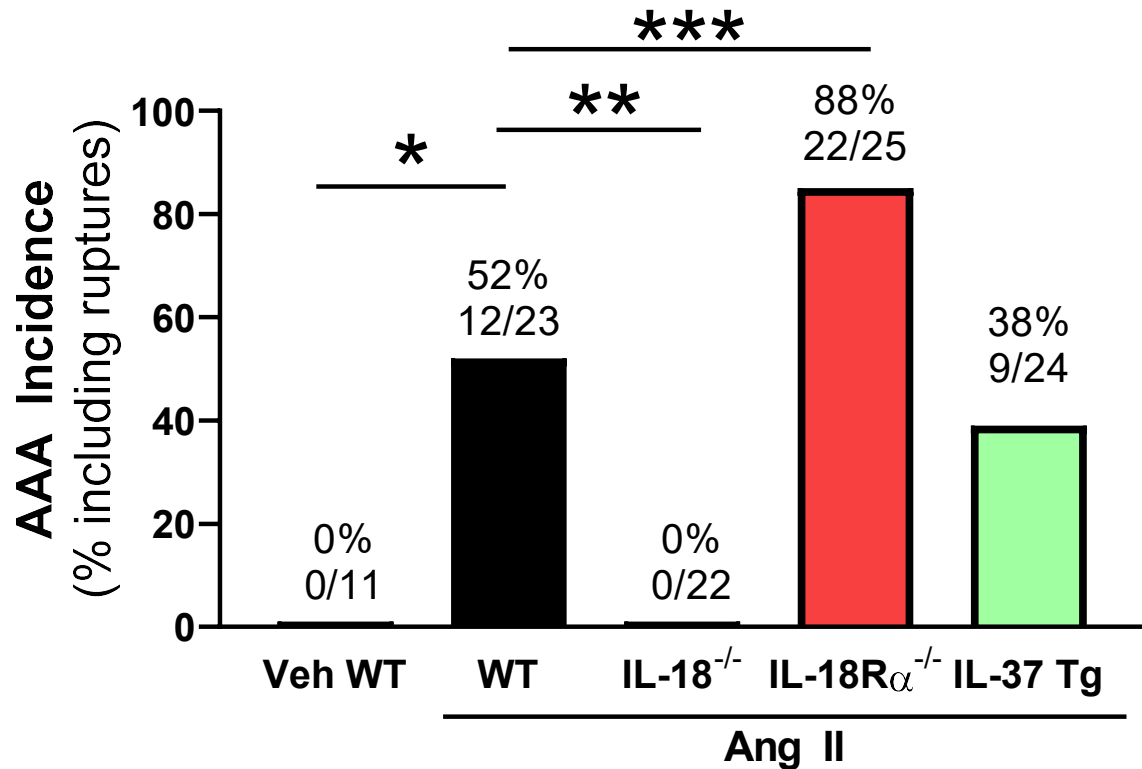 ***
**
*
88%
22/25
52%
12/23
38%
9/24
0%
0/11
0%
0/22
AAA Incidence
(% including ruptures)
100
80
60
40
20
0
Veh WT
WT
IL-18-/-
IL-18Rα-/-
IL-37 Tg
Ang II